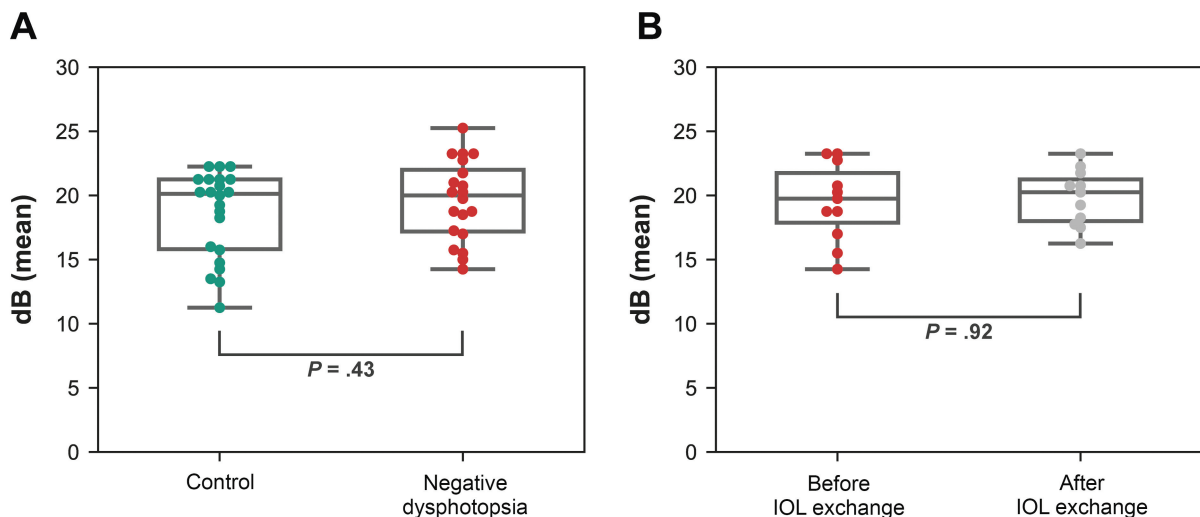 A
30
25
20
15
10
5
0
dB (mean)
P = .43
Control
Negative
dysphotopsia
B
30
25
20
15
10
5
0
dB (mean)
P = .92
Before
IOL exchange
After
IOL exchange